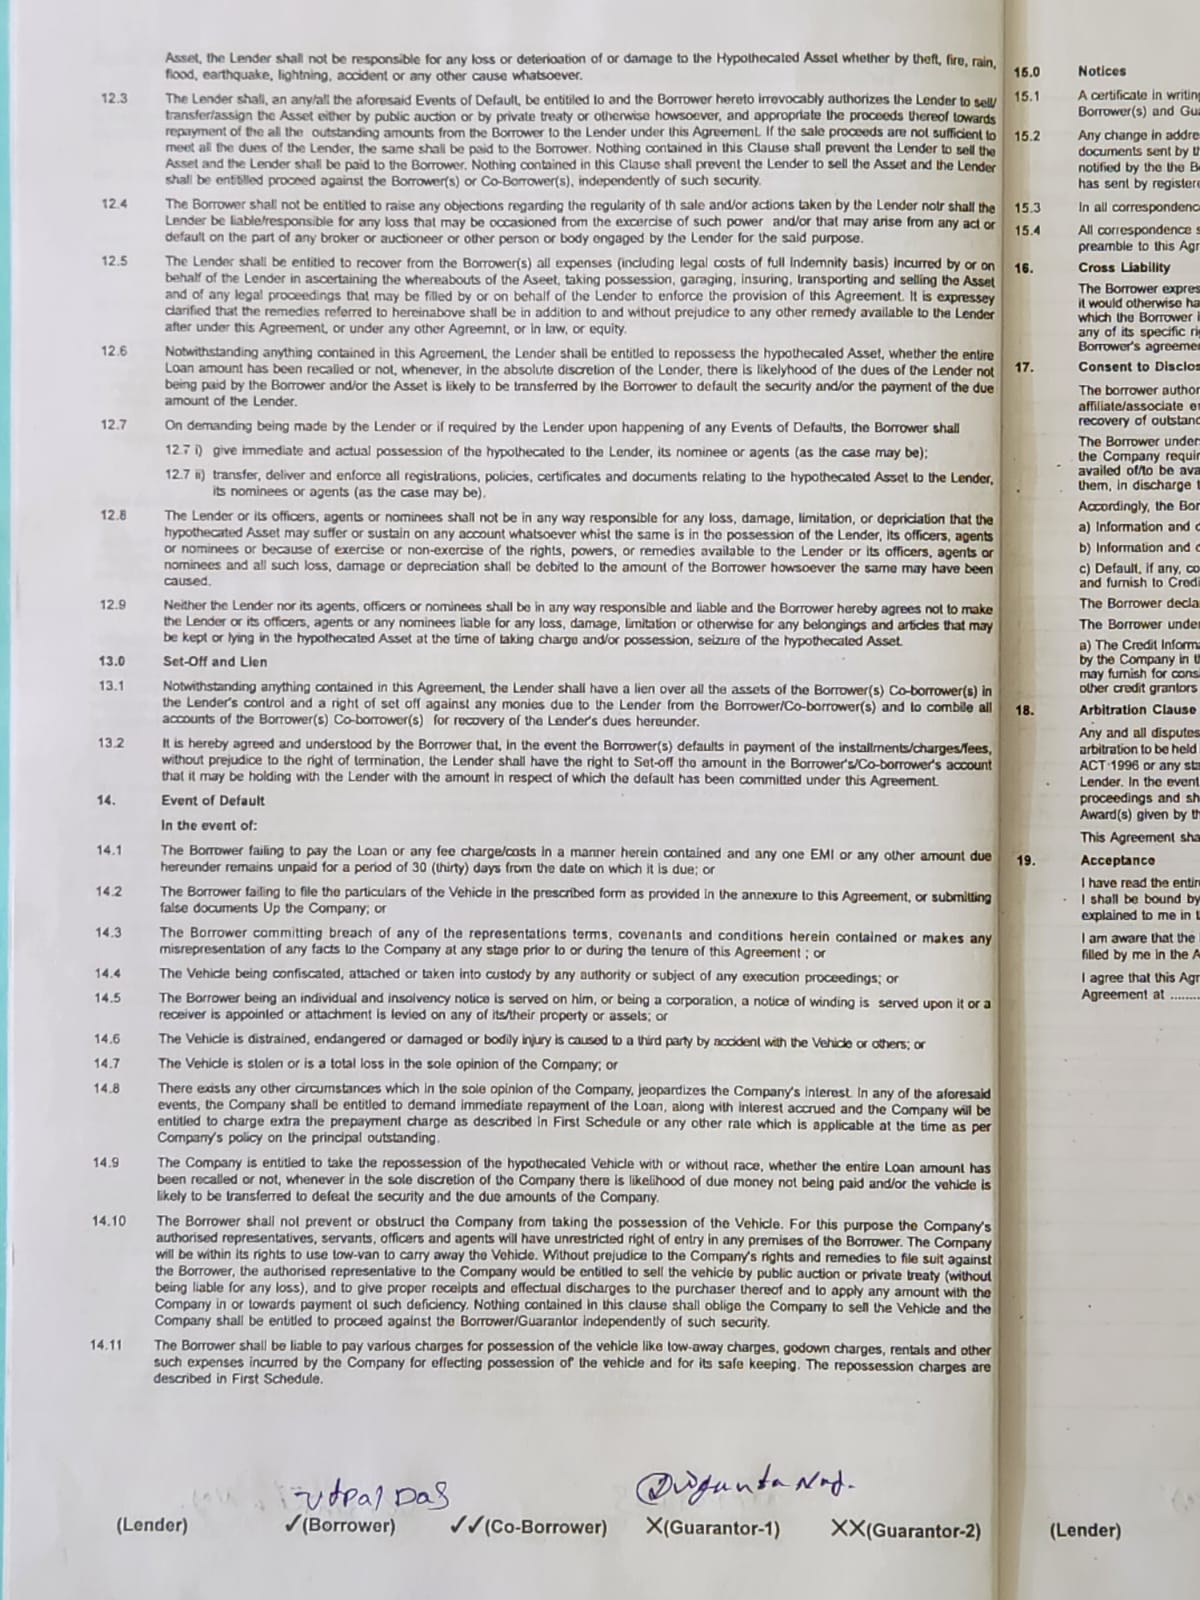 Asset, the Lender shall not be responsible for any loss or deterioation of or damage to the Hypothecated Asset whether by theft, fire, rain,
flood, earthquake, lightning, accident or any other cause whatsoever.
12.3 The Lender shall, an any/all the aforesaid Events of Default, be entitiled to and the Borrower hereto irrevocably authorizes the Lender to sell/
transfer/assign the Asset either by public auction or by private treaty or otherwise howsoever, and appropriate the proceeds thereof towards
repayment of the all the outstanding amounts from the Borrower to the Lender under this Agreement. If the sale proceeds are not sufficient to
meet all the dues of the Lender, the same shall be paid to the Borrower. Nothing contained in this Clause shall prevent the Lender to sell the
Asset and the Lender shall be paid to the Borrower. Nothing contained in this Clause shall prevent the Lender to sell the Asset and the Lender
shall be entitilled proceed against the Borrower(s) or Co-Borrower(s), independently of such security.
12.4 The Borrower shall not be entitled to raise any objections regarding the regularity of th sale and/or actions taken by the Lender notr shall the
Lender be liable/responsible for any loss that may be occasioned from the excercise of such power and/or that may arise from any act or
default on the part of any broker or auctioneer or other person or body engaged by the Lender for the said purpose.
12.5 The Lender shall be entitled to recover from the Borrower(s) all expenses (including legal costs of full Indemnity basis) incurred by or on
behalf of the Lender in ascertaining the whereabouts of the Aseet, taking possession, garaging, insuring, transporting and selling the Asset
and of any legal proceedings that may be filled by or on behalf of the Lender to enforce the provision of this Agreement. It is expressey
clarified that the remedies referred to hereinabove shall be in addition to and without prejudice to any other remedy available to the Lender
after under this Agreement, or under any other Agreemnt, or in law, or equity.
12.6 Notwithstanding anything contained in this Agreement, the Lender shall be entitled to repossess the hypothecated Asset, whether the entire
Loan amount has been recalled or not, whenever, in the absolute discretion of the Lender, there is likelyhood of the dues of the Lender not
being paid by the Borrower and/or the Asset is likely to be transferred by the Borrower to default the security and/or the payment of the due
amount of the Lender.
12.7 On demanding being made by the Lender or if required by the Lender upon happening of any Events of Defaults, the Borrower shall
12.7 i) give immediate and actual possession of the hypothecated to the Lender, its nominee or agents (as the case may be);
12.7 ii) transfer, deliver and enforce all registrations, policies, certificates and documents relating to the hypothecated Asset to the Lender,
its nominees or agents (as the case may be).
12.8 The Lender or its officers, agents or nominees shall not be in any way responsible for any loss, damage, limitation, or depriciation that the
hypothecated Asset may suffer or sustain on any account whatsoever whist the same is in the possession of the Lender, its officers, agents
or nominees or because of exercise or non-exercise of the rights, powers, or remedies available to the Lender or its officers, agents or
nominees and all such loss, damage or depreciation shall be debited to the amount of the Borrower howsoever the same may have been
caused.
12.9 Neither the Lender nor its agents, officers or nominees shall be in any way responsible and liable and the Borrower hereby agrees not to make
the Lender or its officers, agents or any nominees liable for any loss, damage, limitation or otherwise for any belongings and articles that may
be kept or lying in the hypothecated Asset at the time of taking charge and/or possession, seizure of the hypothecated Asset.
13.0 Set-Off and Lien
13.1 Notwithstanding anything contained in this Agreement, the Lender shall have a lien over all the assets of the Borrower(s) Co-borrower(s) in
the Lender's control and a right of set off against any monies due to the Lender from the Borrower/Co-borrower(s) and to combile all
accounts of the Borrower(s) Co-borrower(s) for recovery of the Lender's dues hereunder.
13.2 It is hereby agreed and understood by the Borrower that, in the event the Borrower(s) defaults in payment of the installments/charges/fees,
without prejudice to the right of termination, the Lender shall have the right to Set-off the amount in the Borrower's/Co-borrower's account
that it may be holding with the Lender with the amount in respect of which the default has been committed under this Agreement.
14. Event of Default
In the event of:
14.1 The Borrower failing to pay the Loan or any fee charge/costs in a manner herein contained and any one EMI or any other amount due
hereunder remains unpaid for a period of 30 (thirty) days from the date on which it is due; or
14.2 The Borrower failing to file the particulars of the Vehicle in the prescribed form as provided in the annexure to this Agreement, or submitting
false documents Up the Company; or
14.3 The Borrower committing breach of any of the representations terms, covenants and conditions herein contained or makes any
misrepresentation of any facts to the Company at any stage prior to or during the tenure of this Agreement ; or
14.4 The Vehicle being confiscated, attached or taken into custody by any authority or subject of any execution proceedings; or
14.5 The Borrower being an individual and insolvency notice is served on him, or being a corporation, a notice of winding is served upon it or a
receiver is appointed or attachment is levied on any of its/their property or assets; or
14.6 The Vehicle is distrained, endangered or damaged or bodily injury is caused to a third party by accident with the Vehicle or others; or
14.7 The Vehicle is stolen or is a total loss in the sole opinion of the Company; or
14.8 There exists any other circumstances which in the sole opinion of the Company, jeopardizes the Company's interest. In any of the aforesaid
events, the Company shall be entitled to demand immediate repayment of the Loan, along with interest accrued and the Company will be
entitled to charge extra the prepayment charge as described in First Schedule or any other rate which is applicable at the time as per
Company's policy on the principal outstanding.
14.9 The Company is entitled to take the repossession of the hypothecated Vehicle with or without race, whether the entire Loan amount has
been recalled or not, whenever in the sole discretion of the Company there is likelihood of due money not being paid and/or the vehicle is
likely to be transferred to defeat the security and the due amounts of the Company.
14.10 The Borrower shall not prevent or obstruct the Company from taking the possession of the Vehicle. For this purpose the Company's
authorised representatives, servants, officers and agents will have unrestricted right of entry in any premises of the Borrower. The Company
will be within its rights to use tow-van to carry away the Vehicle. Without prejudice to the Company's rights and remedies to file suit against
the Borrower, the authorised representative to the Company would be entitled to sell the vehicle by public auction or private treaty (without
being liable for any loss), and to give proper receipts and effectual discharges to the purchaser thereof and to apply any amount with the
Company in or towards payment of such deficiency. Nothing contained in this clause shall oblige the Company to sell the Vehicle and the
Company shall be entitled to proceed against the Borrower/Guarantor independently of such security.
14.11 The Borrower shall be liable to pay various charges for possession of the vehicle like tow-away charges, godown charges, rentals and other
such expenses incurred by the Company for effecting possession of the vehicle and for its safe keeping. The repossession charges are
described in First Schedule.
Utpal Das
Digunta Nag.
(Lender) ✓(Borrower) ✓✓(Co-Borrower) X(Guarantor-1) XX(Guarantor-2)
15.0 Notices
15.1 A certificate in writing
Borrower(s) and Gua
15.2 Any change in addre
documents sent by th
notified by the the Bo
has sent by registere
15.3 In all correspondence
15.4 All correspondence s
preamble to this Agr
16. Cross Liability
The Borrower expres
it would otherwise ha
which the Borrower i
any of its specific ri
Borrower's agreeme
17. Consent to Disclos
The borrower author
affiliate/associate e
recovery of outstand
The Borrower under
the Company requir
availed of/to be ava
them, in discharge t
Accordingly, the Bor
a) Information and
b) Information and
c) Default, if any, co
and furnish to Credi
The Borrower decla
The Borrower unde
a) The Credit Inform
by the Company in th
may furnish for cons
other credit grantors
18. Arbitration Clause
Any and all disputes
arbitration to be held
ACT 1996 or any sta
Lender. In the event
proceedings and sh
Award(s) given by th
This Agreement sha
19. Acceptance
I have read the entir
I shall be bound by
explained to me in t
I am aware that the
filled by me in the A
I agree that this Agr
Agreement at ........
(Lender)